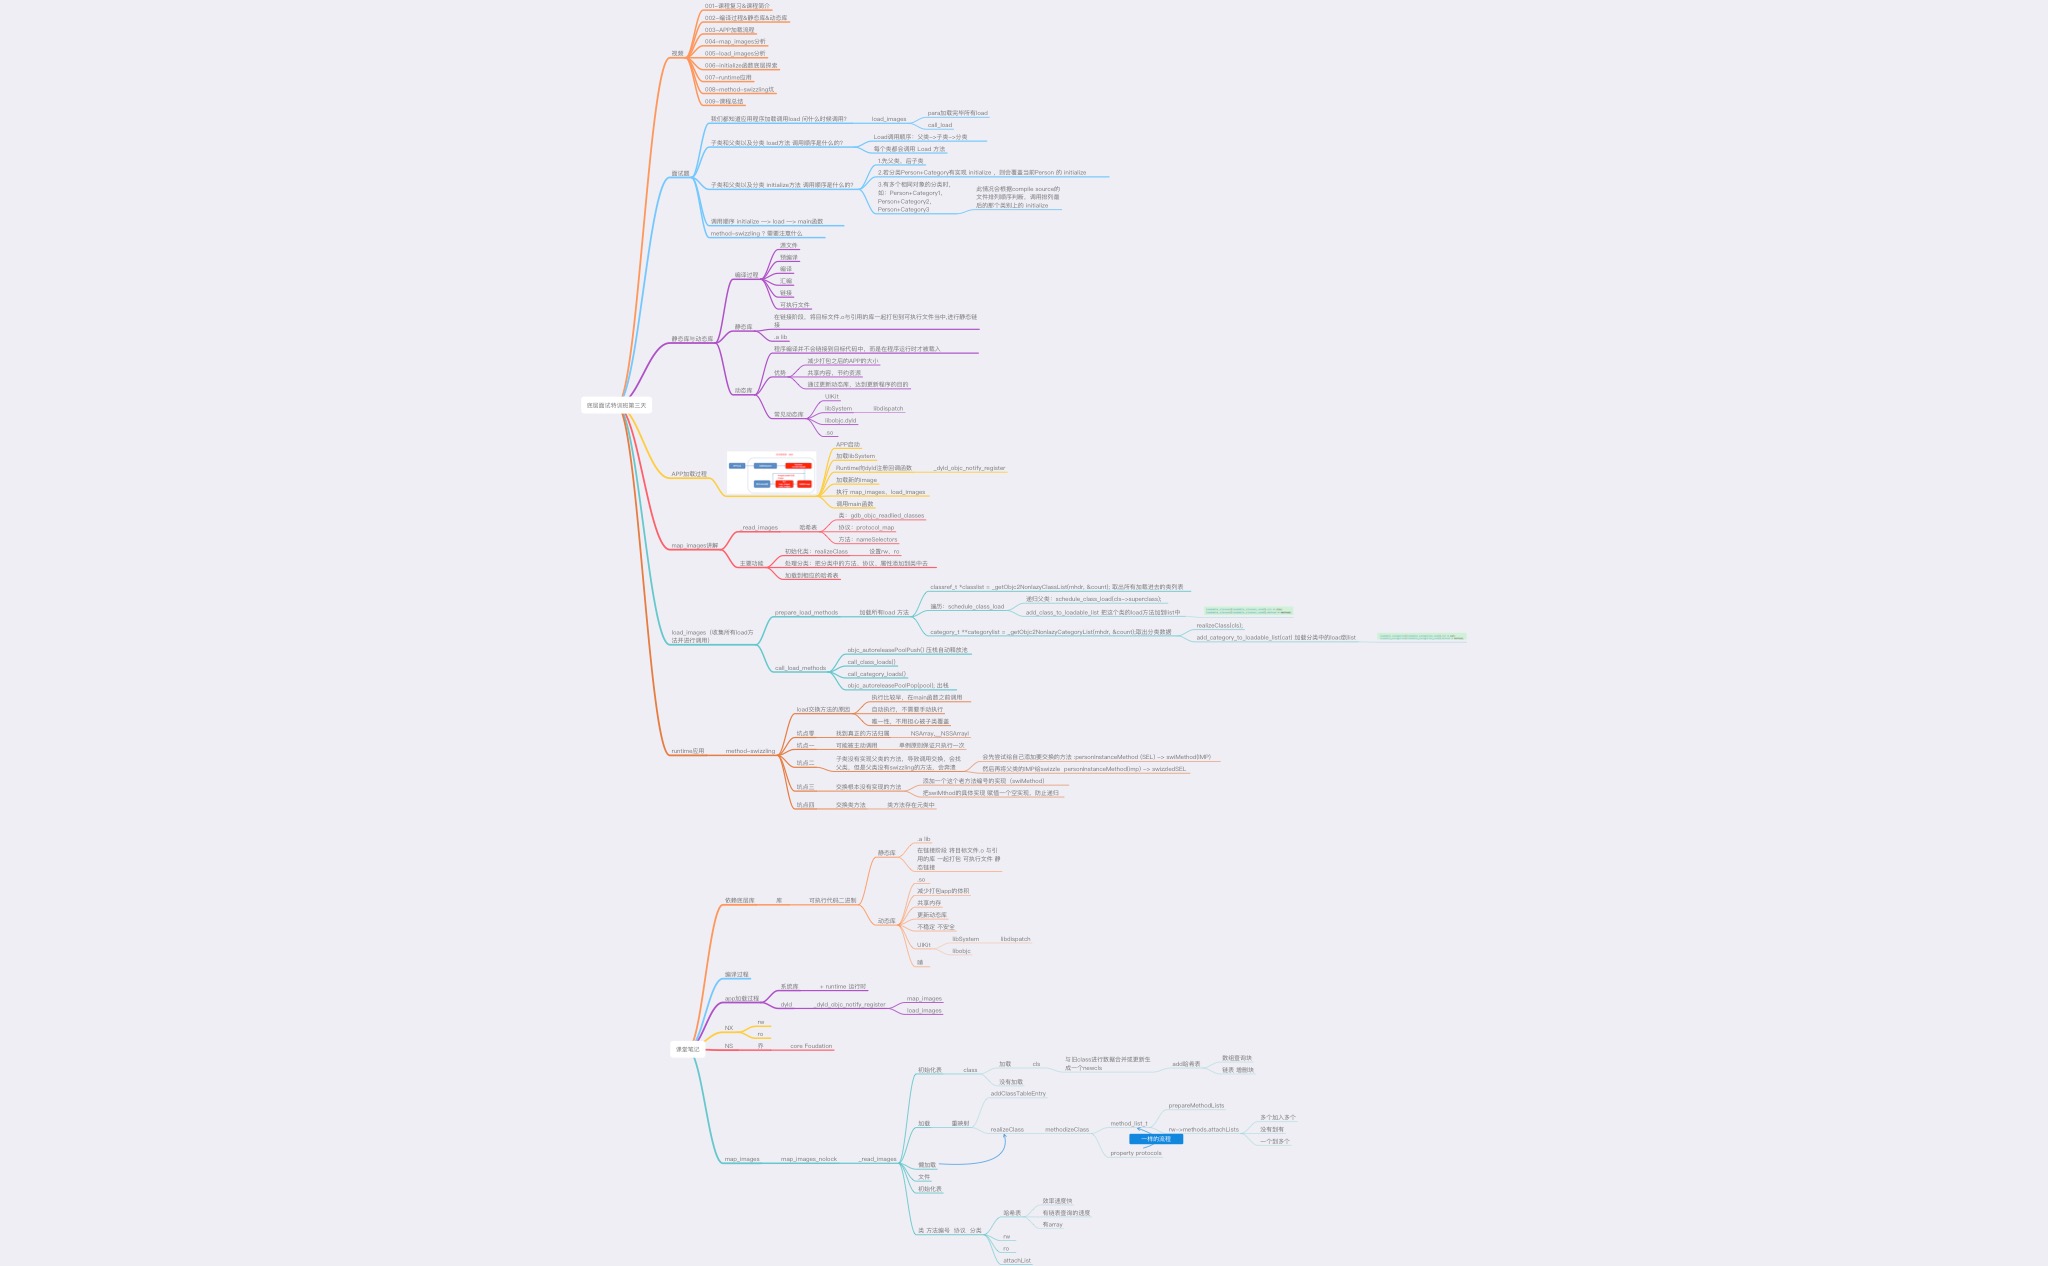 底层面试特训班第三天
视频
001-课程复习&课程简介
002-编译过程&静态库&动态库
003-APP加载流程
004-map_images分析
005-load_images分析
006-initialize函数底层探索
007-runtime应用
008-method-swizzling坑
009-课程总结
面试题
我们都知道应用程序加载调用load 问什么时候调用?
load_images
para加载完毕所有load
call_load
子类和父类以及分类 load方法 调用顺序是什么的?
Load调用顺序：父类->子类->分类
每个类都会调用 Load 方法
子类和父类以及分类 initialize方法 调用顺序是什么的?
1.先父类，后子类
2.若分类Person+Category有实现 initialize ，则会覆盖当前Person 的 initialize
3.有多个相同对象的分类时，
如：Person+Category1,
Person+Category2,
Person+Category3
此情况会根据compile source的
文件排列顺序判断，调用排列最
后的那个类别上的 initialize
调用顺序 initialize —> load —> main函数
method-swizzling ? 需要注意什么
静态库与动态库
编译过程
源文件
预编译
编译
汇编
链接
可执行文件
静态库
在链接阶段，将目标文件.o与引用的库一起打包到可执行文件当中,进行静态链
接
.a lib
动态库
程序编译并不会链接到目标代码中，而是在程序运行时才被载入
优势
减少打包之后的APP的大小
共享内容，节约资源
通过更新动态库，达到更新程序的目的
常见动态库
UIKit
libSystem
libdispatch
libobjc.dyld
.so
APP加载过程
APP启动
加载libSystem
Runtime向dyld注册回调函数
_dyld_objc_notify_register
加载新的image
执行 map_images、load_images
调用main函数
map_images讲解
_read_images
哈希表
类：gdb_objc_realized_classes
协议：protocol_map
方法：nameSelectors
主要功能
初始化类：realizeClass
设置rw、ro
处理分类：把分类中的方法、协议、属性添加到类中去
加载到相应的哈希表
load_images（收集所有load方
法并进行调用）
prepare_load_methods
加载所有load 方法
classref_t *classlist = _getObjc2NonlazyClassList(mhdr, &count); 取出所有加载进去的类列表
遍历：schedule_class_load
递归父类：schedule_class_load(cls->superclass);
add_class_to_loadable_list 把这个类的load方法加到list中
category_t **categorylist = _getObjc2NonlazyCategoryList(mhdr, &count);取出分类数据
realizeClass(cls);
add_category_to_loadable_list(cat) 加载分类中的load到list
call_load_methods
objc_autoreleasePoolPush() 压栈自动释放池
call_class_loads()
call_category_loads()
objc_autoreleasePoolPop(pool); 出栈
runtime应用
method-swizzling
load交换方法的原因
执行比较早，在main函数之前调用
自动执行，不需要手动执行
唯一性，不用担心被子类覆盖
坑点零
找到真正的方法归属
NSArray,__NSSArrayI
坑点一
可能被主动调用
单例原则保证只执行一次
坑点二
子类没有实现父类的方法，导致调用交换，会找
父类，但是父类没有swizzling的方法，会奔溃
会先尝试给自己添加要交换的方法 :personInstanceMethod (SEL) -> swiMethod(IMP)
然后再将父类的IMP给swizzle  personInstanceMethod(imp) -> swizzledSEL
坑点三
交换根本没有实现的方法
添加一个这个老方法编号的实现（swiMethod）
把swiMthod的具体实现 赋值一个空实现，防止递归
坑点四
交换类方法
类方法存在元类中
课堂笔记
依赖底层库
库
可执行代码二进制
静态库
.a lib
在链接阶段 将目标文件.o 与引
用的库 一起打包 可执行文件 静
态链接
动态库
.so
减少打包app的体积
共享内存
更新动态库
不稳定 不安全
UIKit
libSystem
libdispatch
libobjc
编译过程
app加载过程
系统库
+ runtime 运行时
dyld
_dyld_objc_notify_register
map_images
load_images
NX
rw
ro
NS
乔
core Foudation
map_images
map_images_nolock
_read_images
初始化表
class
加载
cls
与旧class进行数据合并或更新生
成一个newcls
add哈希表
数组查询块
链表 增删块
没有加载
加载
重映射
addClassTableEntry
realizeClass
methodizeClass
method_list_t
prepareMethodLists
rw->methods.attachLists
多个加入多个
没有到有
一个到多个
一样的流程
property protocols
懒加载
文件
初始化表
类  方法编号  协议  分类
哈希表
效率速度快
有链表查询的速度
有array
rw
ro
attachList